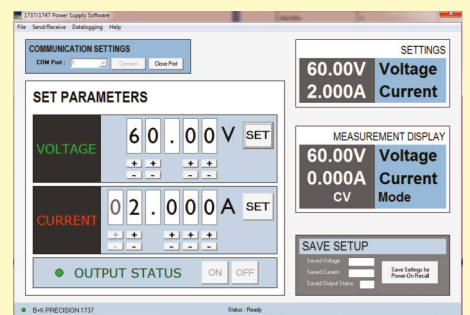 1737/1747 Power Supply Software
File Send/Receive Datalogging Help
COMMUNICATION SETTINGS
COM Port : 1 Connect Close Port
SETTINGS
60.00V Voltage
2.000A Current
SET PARAMETERS
VOLTAGE 60.00 V SET
+ + + +
- - - -
CURRENT 02.000 A SET
+ + + + +
- - - - -
OUTPUT STATUS ON OFF
MEASUREMENT DISPLAY
60.00V Voltage
0.000A Current
CV Mode
SAVE SETUP
Saved Voltage
Saved Current
Saved Output Status
Save Settings for
Power-On Recall
B+K PRECISION 1737 Status : Ready